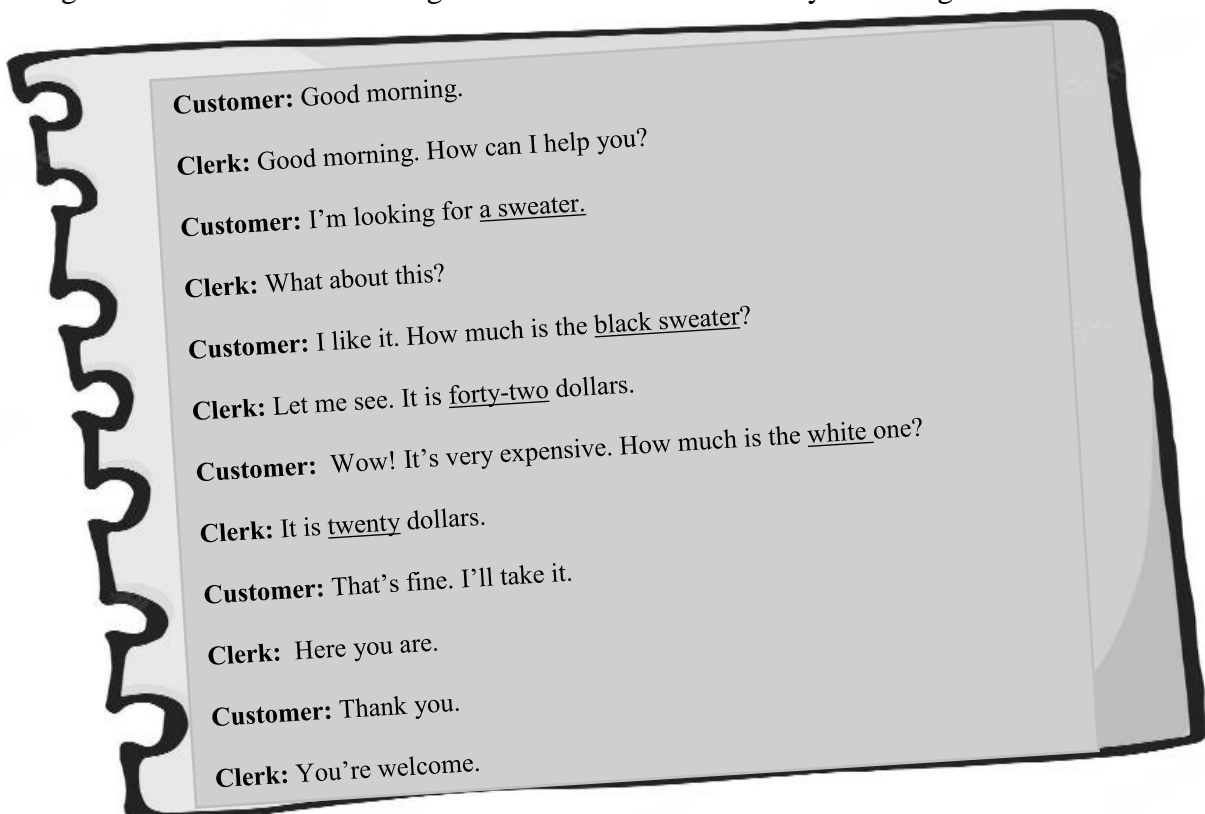 Customer: Good morning.
Clerk: Good morning. How can I help you?
Customer: I’m looking for a sweater.
Clerk: What about this?
Customer: I like it. How much is the black sweater?
Clerk: Let me see. It is forty-two dollars.
Customer: Wow! It’s very expensive. How much is the white one?
Clerk: It is twenty dollars.
Customer: That’s fine. I’ll take it.
Clerk: Here you are.
Customer: Thank you.
Clerk: You’re welcome.